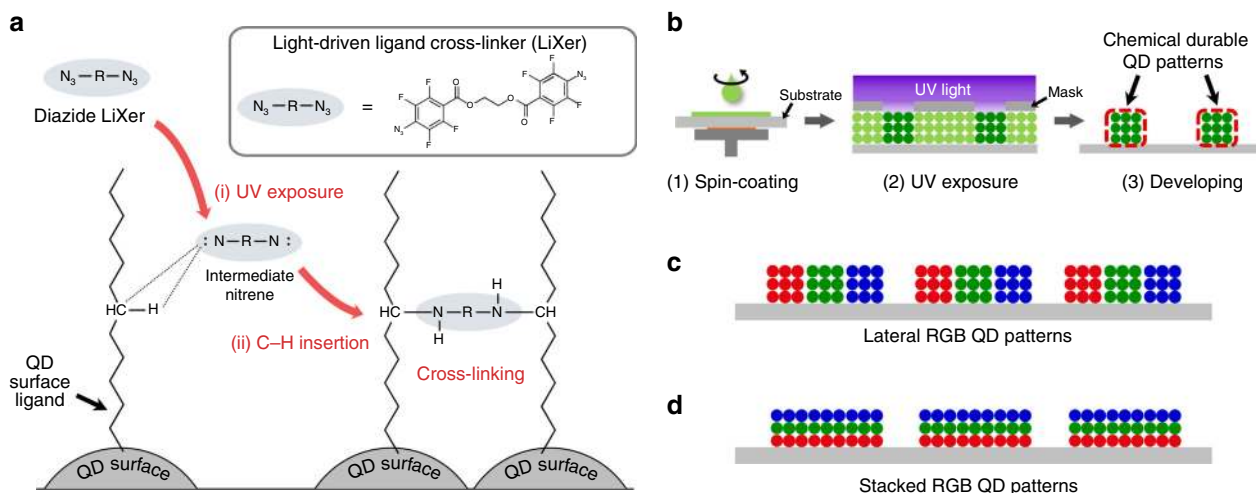 a
N3–R–N3
Diazide LiXer
Light-driven ligand cross-linker (LiXer)
N3–R–N3 =
F
F
N3
F
F
O
O
O
O
F
F
N3
F
F
(i) UV exposure
: N–R–N :
Intermediate
nitrene
HC–H
(ii) C–H insertion
HC–N–R–N–CH
H
H
Cross-linking
QD
surface
ligand
QD surface
QD surface
QD surface
b
Substrate
UV light
Mask
Chemical durable
QD patterns
(1) Spin-coating
(2) UV exposure
(3) Developing
c
Lateral RGB QD patterns
d
Stacked RGB QD patterns